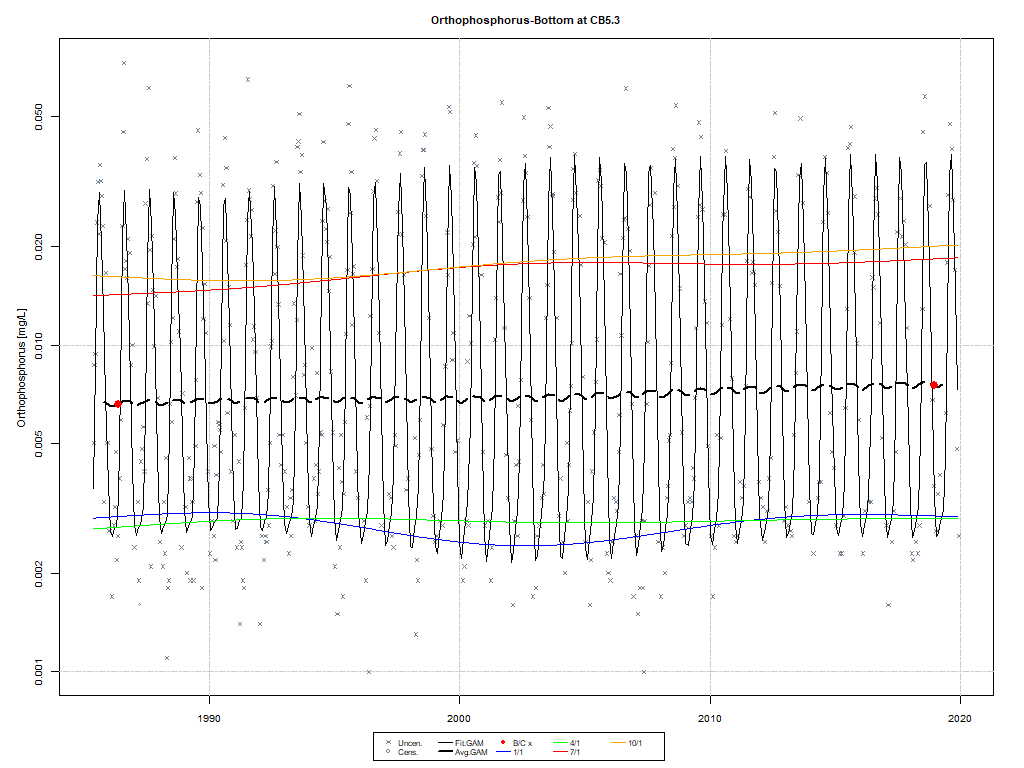 Orthophosphorus-Bottom at CB5.3
Orthophosphorus [mg/L]
0.050
0.020
0.010
0.005
0.002
0.001
1990 2000 2010 2020
Uncen. Fit.GAM B/C x 4/1 10/1
Cens. Avg.GAM 1/1 7/1